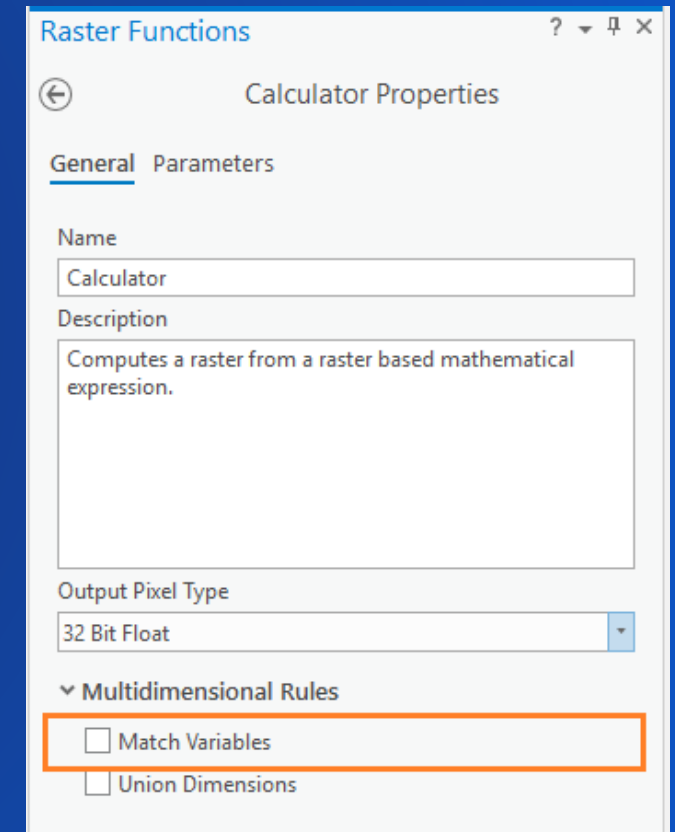 Raster Functions
?
Calculator Properties
General Parameters
Name
Calculator
Description
Computes a raster from a raster based mathematical
expression.
Output Pixel Type
32 Bit Float
Multidimensional Rules
Match Variables
Union Dimensions